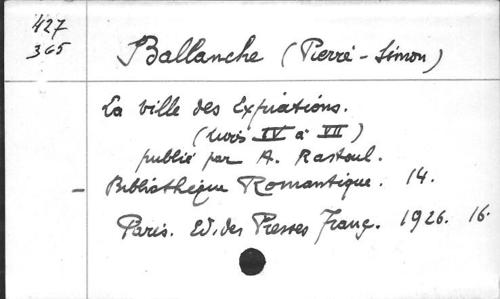 427
365
Ballanche (Pierre-Simon)
La ville des Expiations.
(livres IV à VII)
publié par A. Rastoul.
- Bibliothèque Romantique. 14.
Paris. Ed. des Presses Franç. 1926. 16.